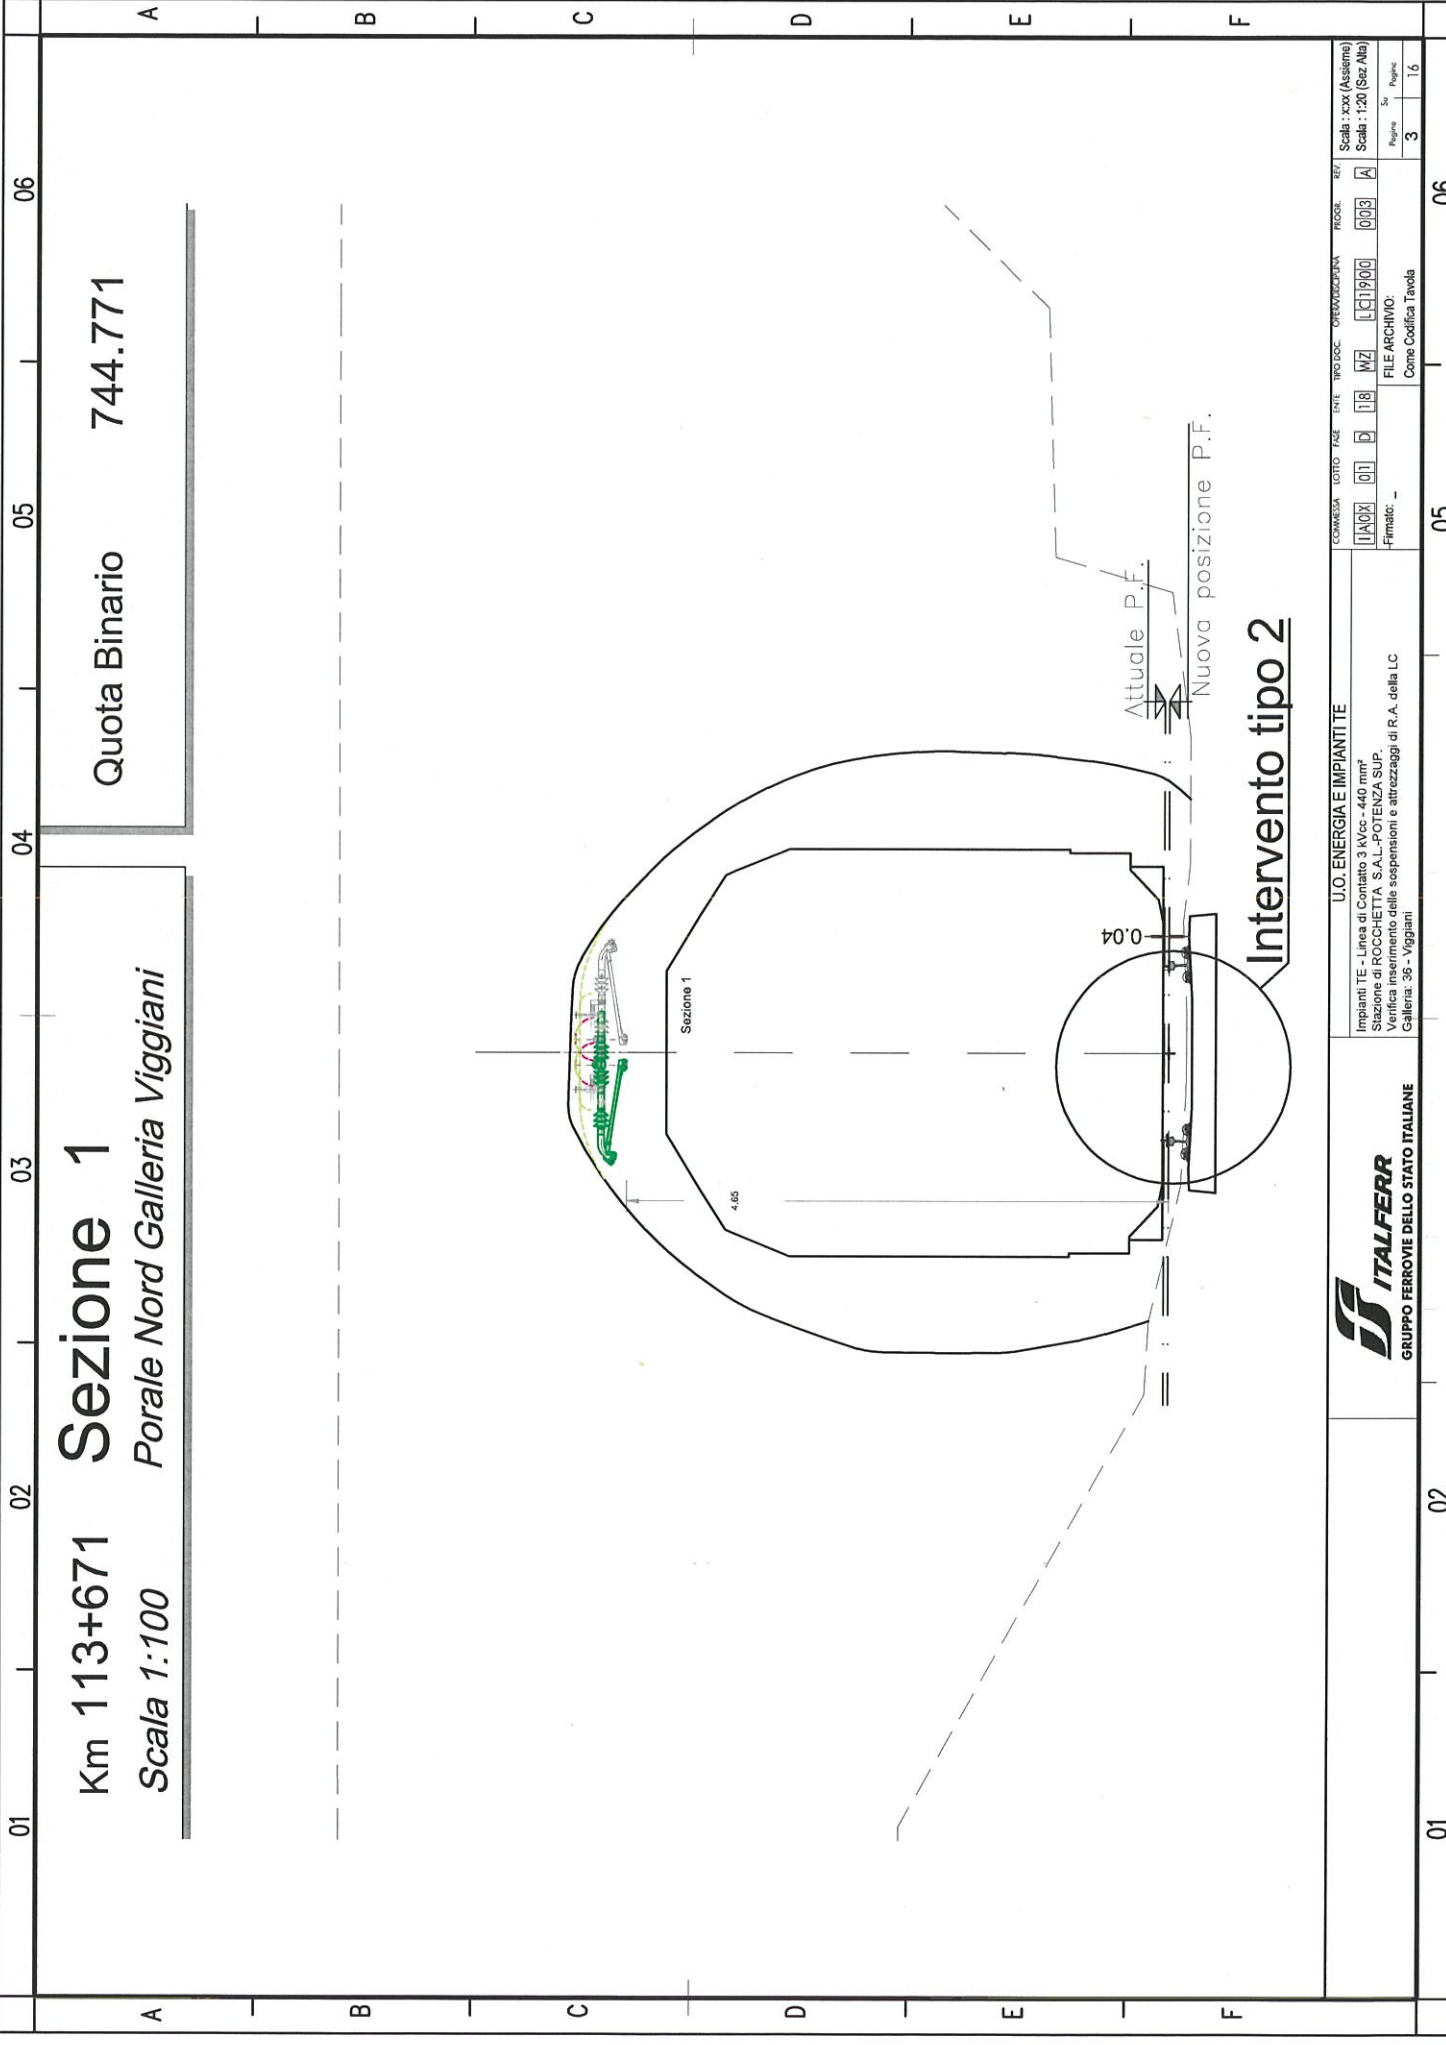 01 02 03 04 05 06
A
B
C
D
E
F
Km 113+671 Sezione 1
Scala 1:100 Porale Nord Galleria Viggiani
Quota Binario 744.771
Sezione 1
4.65
0.04
Attuale P.F.
Nuova posizione P.F.
Intervento tipo 2
A
B
C
D
E
F
ITALFERR
GRUPPO FERROVIE DELLO STATO ITALIANE
U.O. ENERGIA E IMPIANTI TE
Impianti TE - Linea di Contatto 3 kVcc - 440 mm²
Stazione di ROCCHETTA S.A.L.-POTENZA SUP.
Verifica inserimento delle sospensioni e attrezzaggi di R.A. della LC
Galleria: 36 - Viggiani
COMMESSA LOTTO FASE ENTE TIPO DOC. OPERA/DISCIPLINA PROGR. REV.
IA0X 01 D 18 WZ LC1900 003 A
-Firmato: _
FILE ARCHIVIO:
Come Codifica Tavola
Scala : x:xx (Assieme)
Scala : 1:20 (Sez Alta)
Pagina Su Pagine
3 16
01 02 05 06